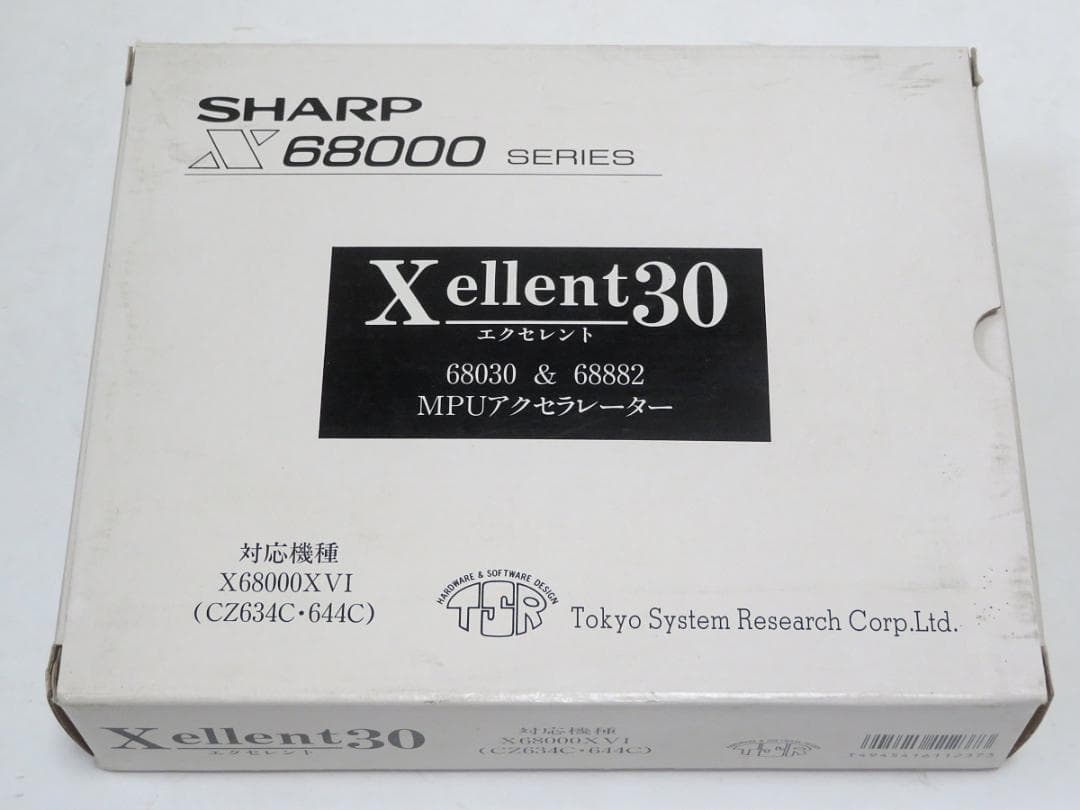 SHARP
X68000 SERIES
Xellent30
エクセレント
68030 & 68882
MPUアクセラレーター
対応機種
X68000XVI
(CZ634C・644C)
HARDWARE & SOFTWARE DESIGN
TSR
Tokyo System Research Corp.Ltd.
Xellent30
エクセレント
対応機種
X68000XVI
(CZ634C・644C)